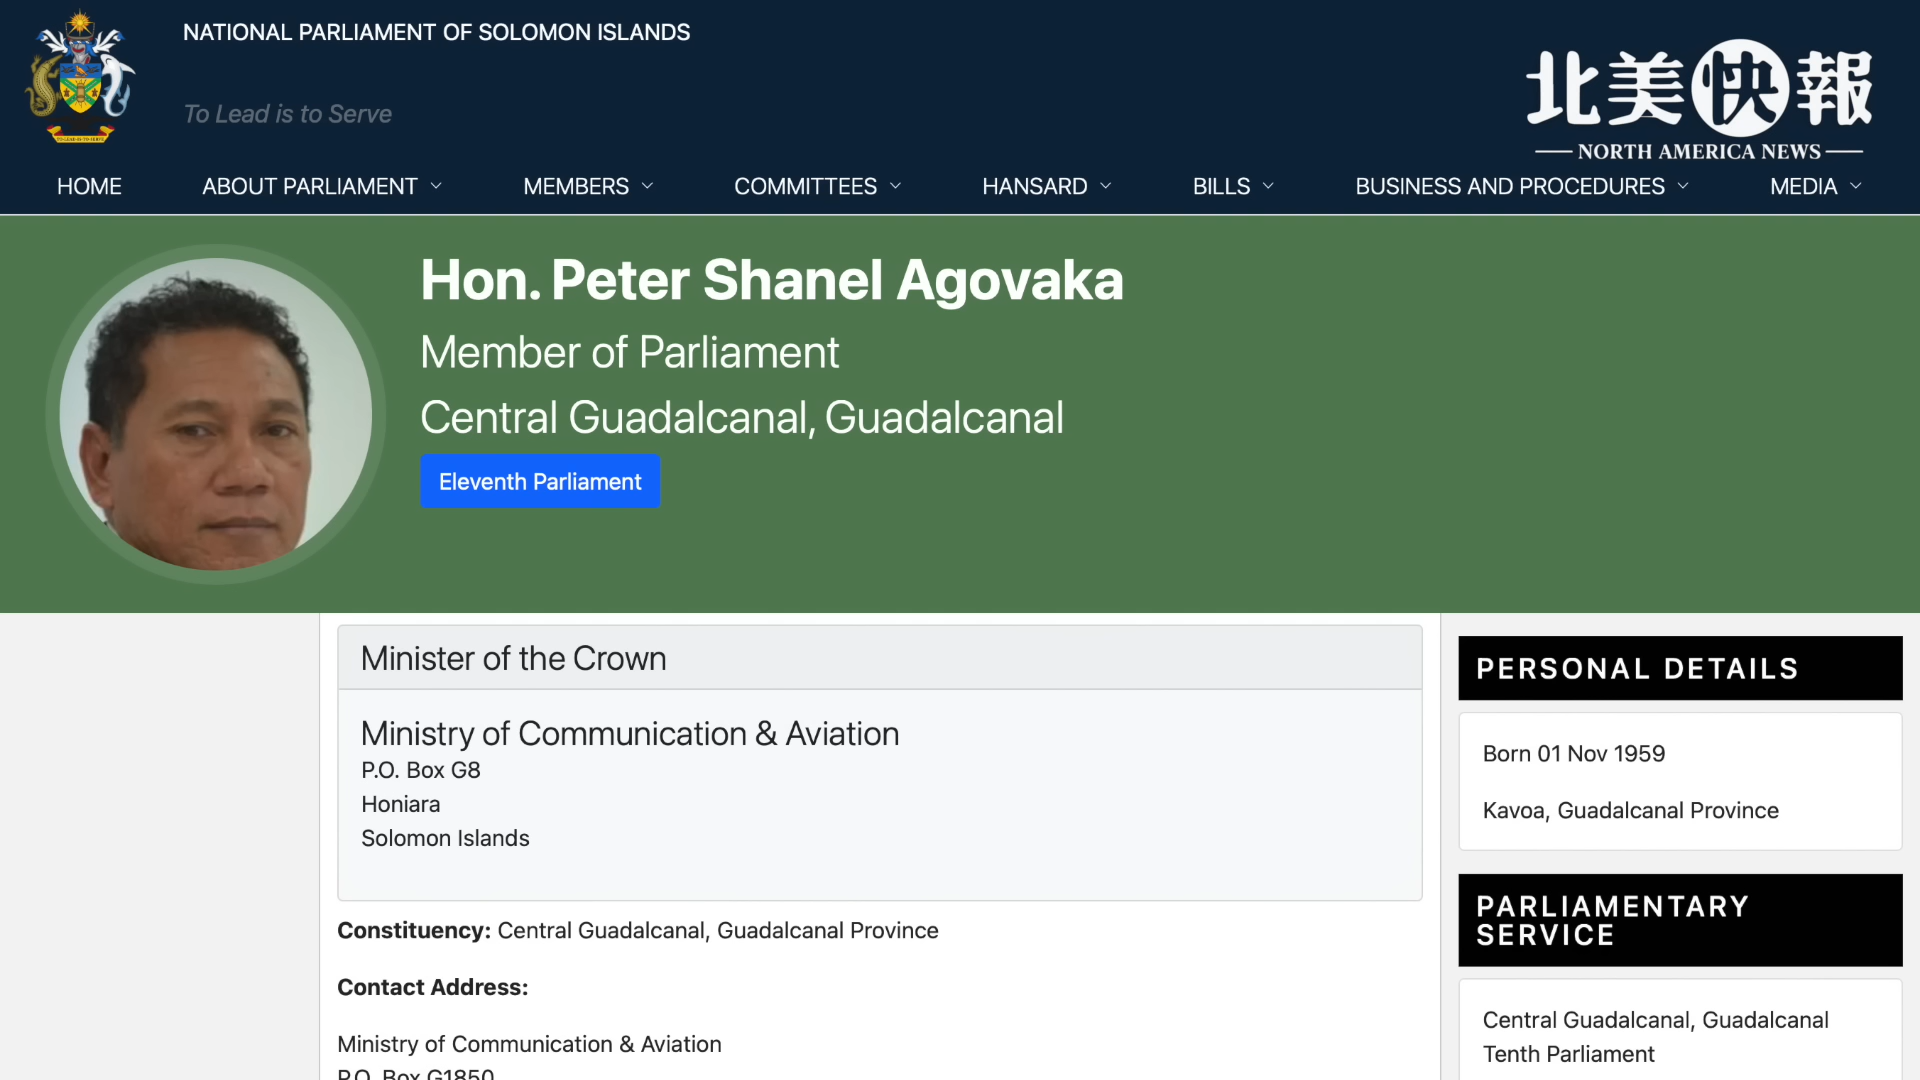 NATIONAL PARLIAMENT OF SOLOMON ISLANDS
To Lead is to Serve
北美快報
NORTH AMERICA NEWS
HOME
ABOUT PARLIAMENT
MEMBERS
COMMITTEES
HANSARD
BILLS
BUSINESS AND PROCEDURES
MEDIA
Hon. Peter Shanel Agovaka
Member of Parliament
Central Guadalcanal, Guadalcanal
Eleventh Parliament
Minister of the Crown
Ministry of Communication & Aviation
P.O. Box G8
Honiara
Solomon Islands
Constituency: Central Guadalcanal, Guadalcanal Province
Contact Address:
Ministry of Communication & Aviation
P.O. Box G1850
PERSONAL DETAILS
Born 01 Nov 1959
Kavoa, Guadalcanal Province
PARLIAMENTARY
SERVICE
Central Guadalcanal, Guadalcanal
Tenth Parliament